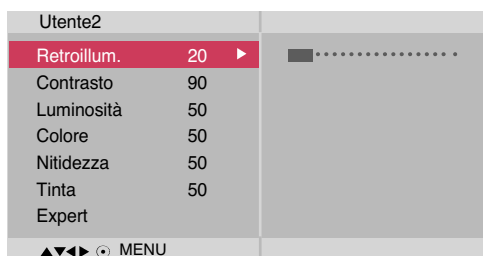 Utente2
Retroillum. 20 ►
Contrasto 90
Luminosità 50
Colore 50
Nitidezza 50
Tinta 50
Expert
▲▼◄► ⊙ MENU